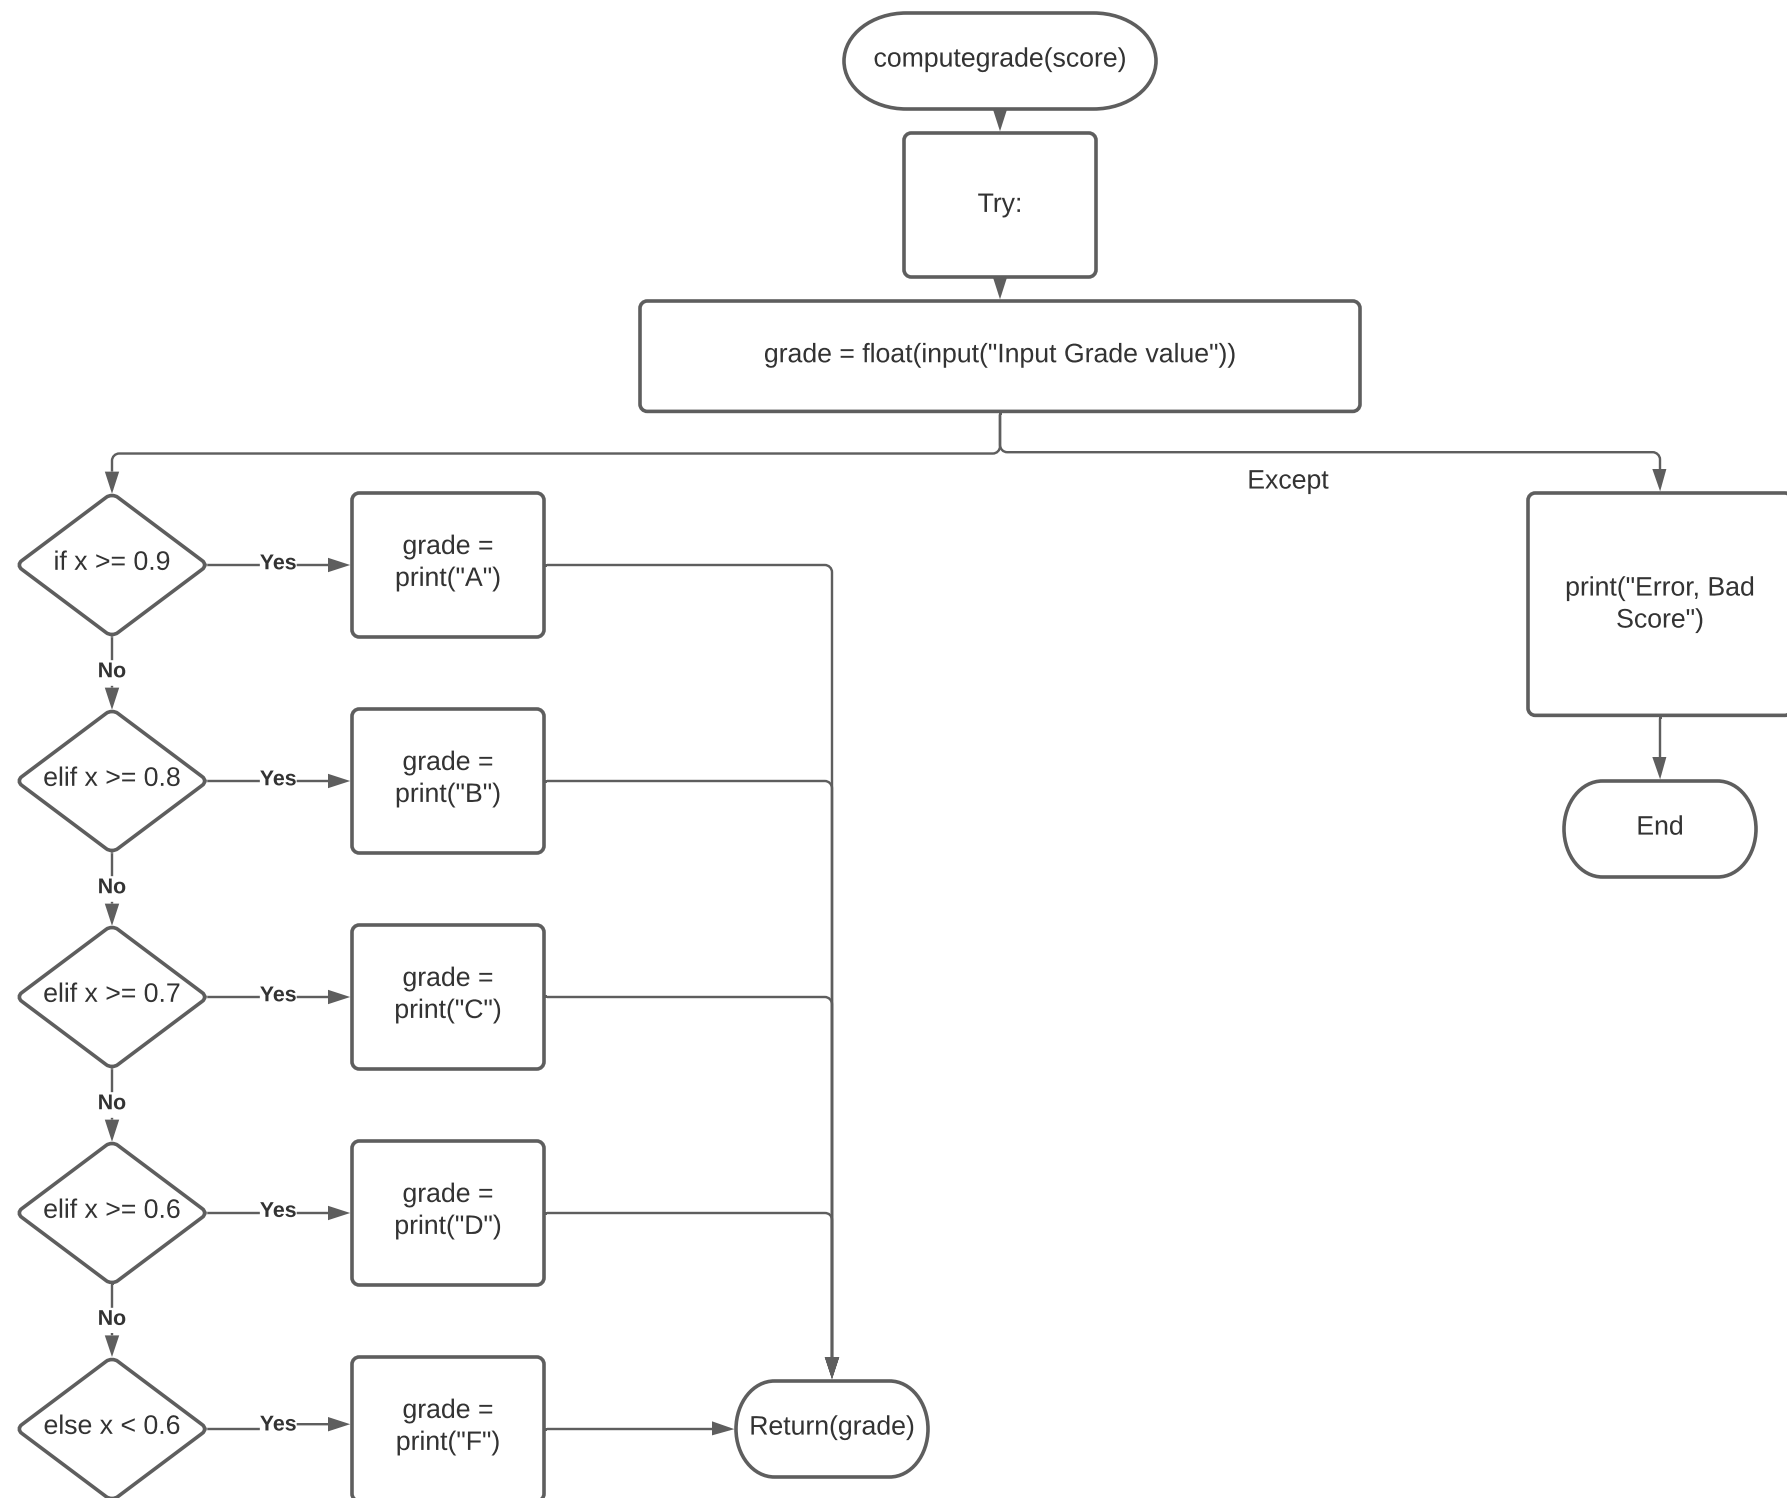 computegrade(score)
Try:
grade = float(input("Input Grade value"))
Except
if x >= 0.9
Yes
grade =
print("A")
print("Error, Bad
Score")
No
elif x >= 0.8
Yes
grade =
print("B")
End
No
elif x >= 0.7
Yes
grade =
print("C")
No
elif x >= 0.6
Yes
grade =
print("D")
No
else x < 0.6
Yes
grade =
print("F")
Return(grade)